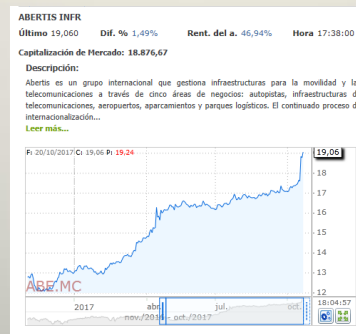 ABERTIS INFR
Último 19,060 Dif. % 1,49% Rent. del a. 46,94% Hora 17:38:00
Capitalización de Mercado: 18.876,67
Descripción:
Abertis es un grupo internacional que gestiona infraestructuras para la movilidad y la
telecomunicaciones a través de cinco áreas de negocios: autopistas, infraestructuras d
telecomunicaciones, aeropuertos, aparcamientos y parques logísticos. El continuado proceso d
internacionalización...
Leer más...
F: 20/10/2017 C: 19,06 P: 19,24
19,06
18
17
16
15
14
13
12
ABE.MC
2017 abr. jul. oct.
nov./2016 - oct./2017
18:04:57